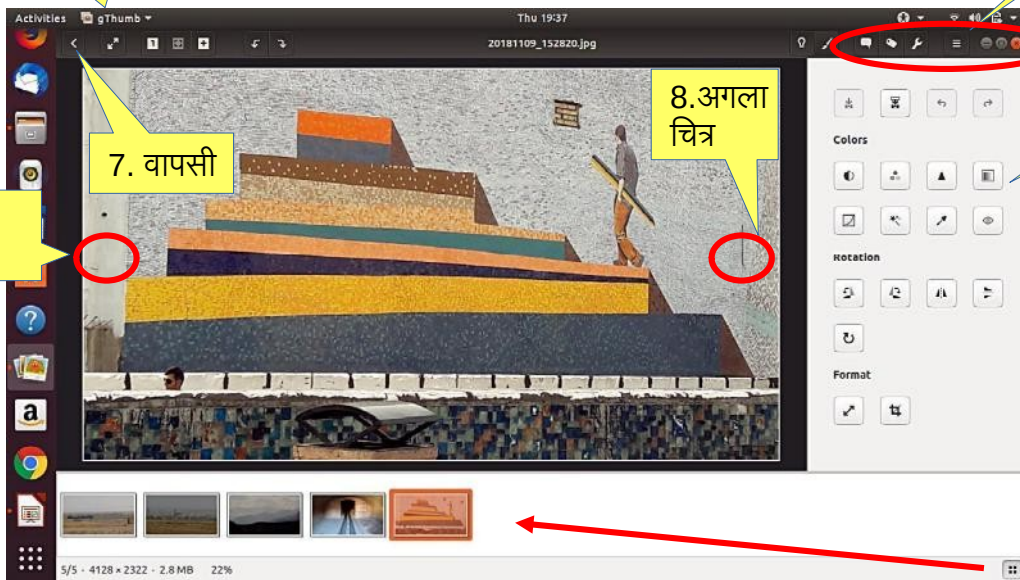 Activities gThumb Thu 19:37
20181109_152820.jpg
7. वापसी
8.अगला
चित्र
Colors
Rotation
Format
5/5 · 4128 × 2322 · 2.8 MB 22%